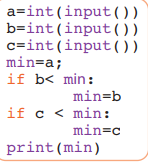 a=int(input())
b=int(input())
c=int(input())
min=a;
if b< min:
        min=b
if c < min:
        min=c
print(min)